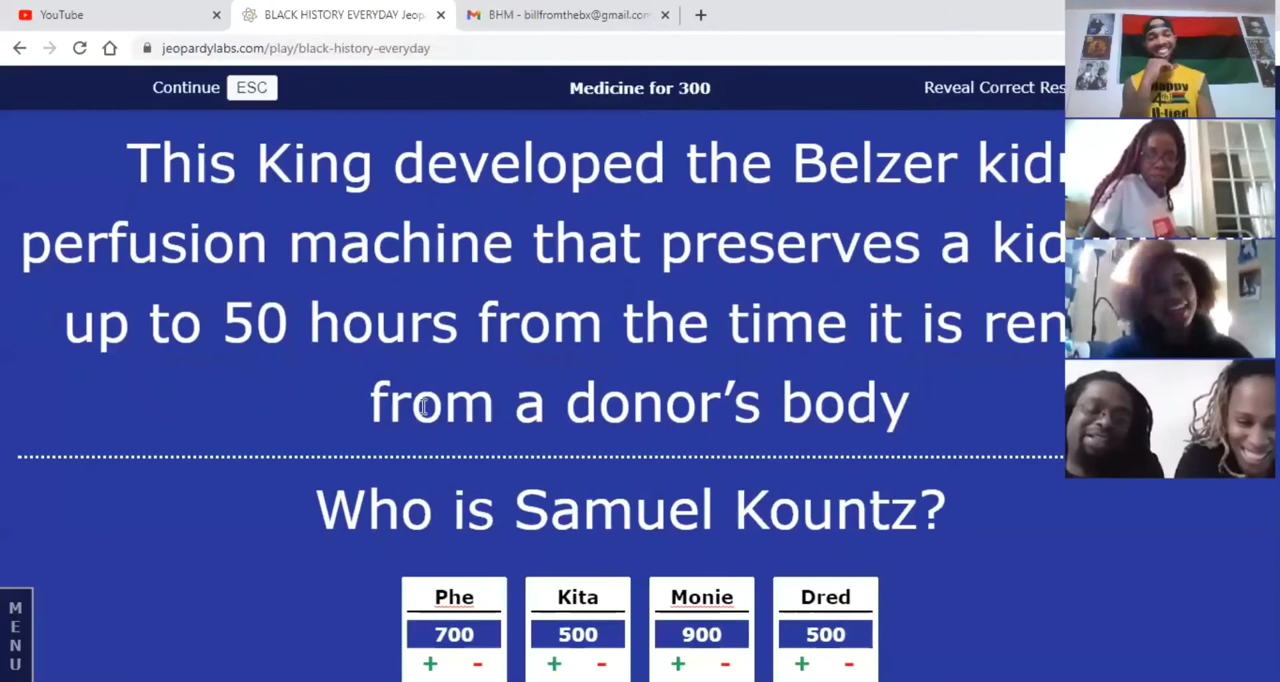 YouTube
BLACK HISTORY EVERYDAY Jeop
BHM - billfromthebx@gmail.com
jeopardylabs.com/play/black-history-everyday
Continue ESC
Medicine for 300
Reveal Correct Res
This King developed the Belzer kid
perfusion machine that preserves a kid
up to 50 hours from the time it is
from a donor's body
Who is Samuel Kountz?
MENU
Phe Kita Monie Dred
700 500 900 500
+ - + - + - + -
Happy
4th